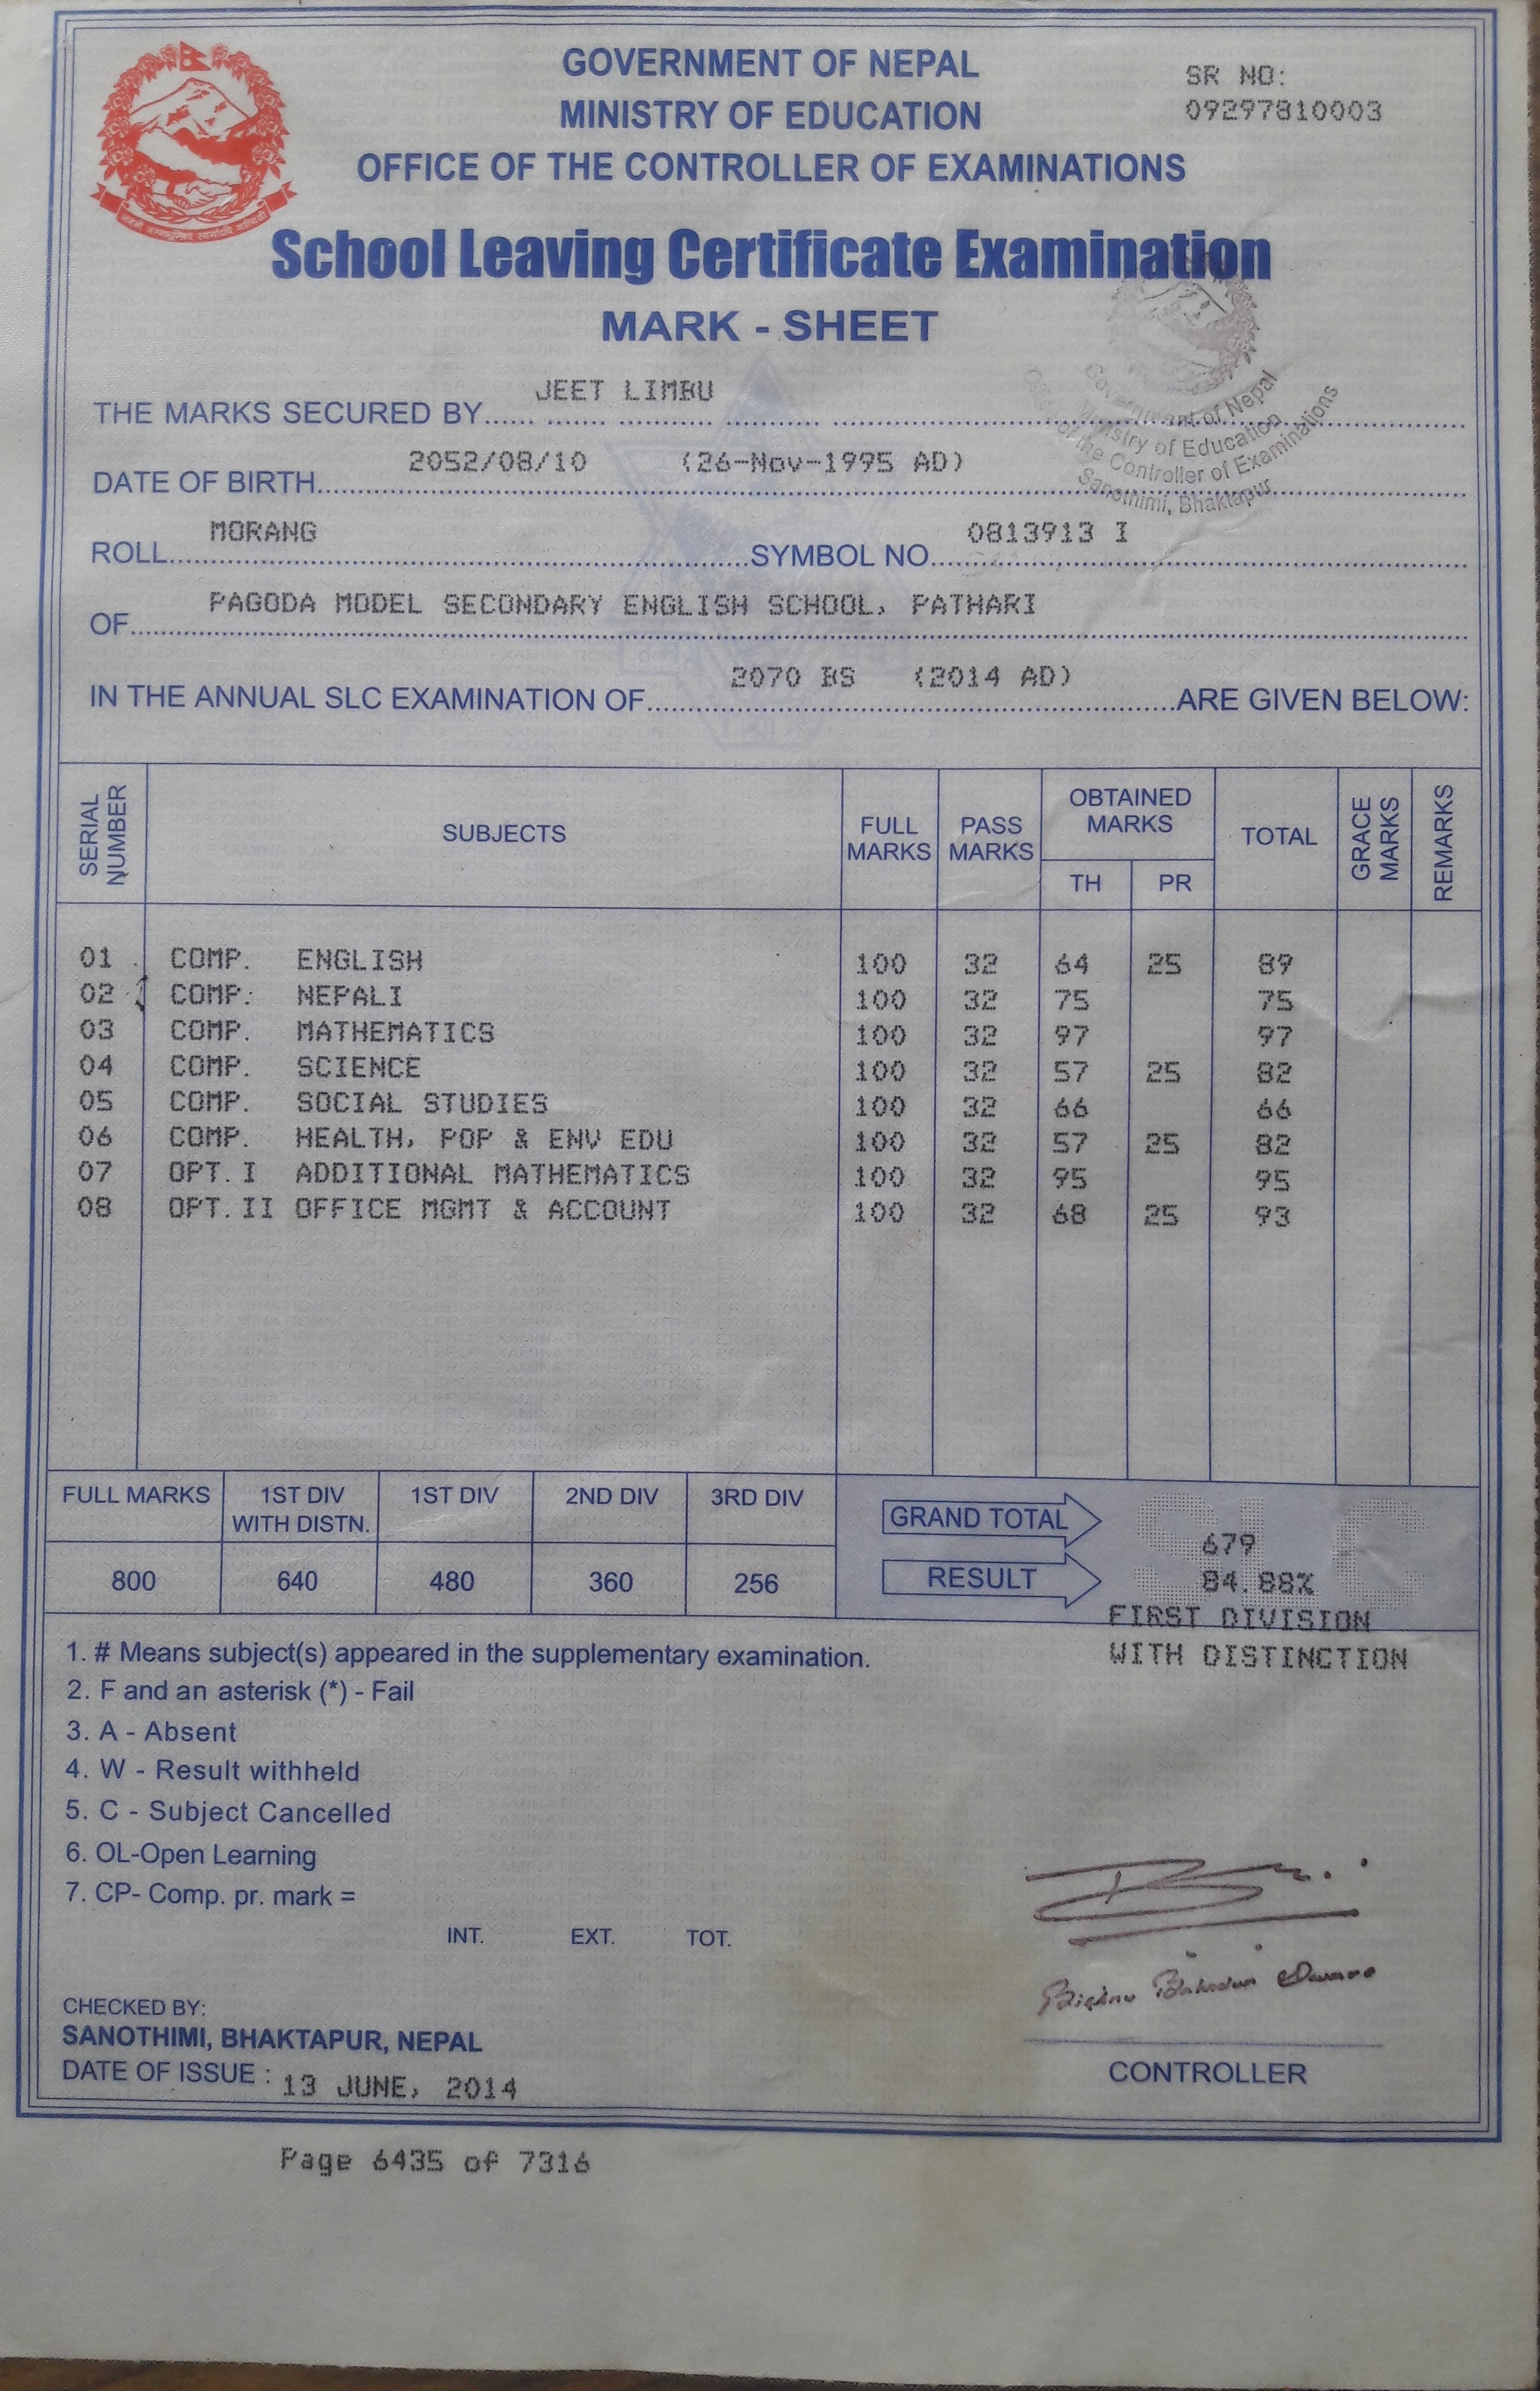 GOVERNMENT OF NEPAL
MINISTRY OF EDUCATION
OFFICE OF THE CONTROLLER OF EXAMINATIONS
SR NO:
09297810003
School Leaving Certificate Examination
MARK - SHEET
Government of Nepal
Ministry of Education
Office of the Controller of Examinations
Sanothimi, Bhaktapur
THE MARKS SECURED BY JEET LIMBU
DATE OF BIRTH 2052/08/10 (26-Nov-1995 AD)
ROLL MORANG SYMBOL NO. 0813913 I
OF PAGODA MODEL SECONDARY ENGLISH SCHOOL, PATHARI
IN THE ANNUAL SLC EXAMINATION OF 2070 BS (2014 AD) ARE GIVEN BELOW:
SERIAL NUMBER SUBJECTS FULL MARKS PASS MARKS OBTAINED MARKS TOTAL GRACE MARKS REMARKS
TH PR
01 COMP. ENGLISH 100 32 64 25 89
02 COMP. NEPALI 100 32 75 75
03 COMP. MATHEMATICS 100 32 97 97
04 COMP. SCIENCE 100 32 57 25 82
05 COMP. SOCIAL STUDIES 100 32 66 66
06 COMP. HEALTH, POP & ENV EDU 100 32 57 25 82
07 OPT.I ADDITIONAL MATHEMATICS 100 32 95 95
08 OPT.II OFFICE MGMT & ACCOUNT 100 32 68 25 93
FULL MARKS 1ST DIV WITH DISTN. 1ST DIV 2ND DIV 3RD DIV
800 640 480 360 256
SLC
GRAND TOTAL 679
RESULT 84.88%
FIRST DIVISION
WITH DISTINCTION
1. # Means subject(s) appeared in the supplementary examination.
2. F and an asterisk (*) - Fail
3. A - Absent
4. W - Result withheld
5. C - Subject Cancelled
6. OL-Open Learning
7. CP- Comp. pr. mark =
INT. EXT. TOT.
Bishnu Bahadur
CHECKED BY:
SANOTHIMI, BHAKTAPUR, NEPAL
DATE OF ISSUE : 13 JUNE, 2014
CONTROLLER
Page 6435 of 7316